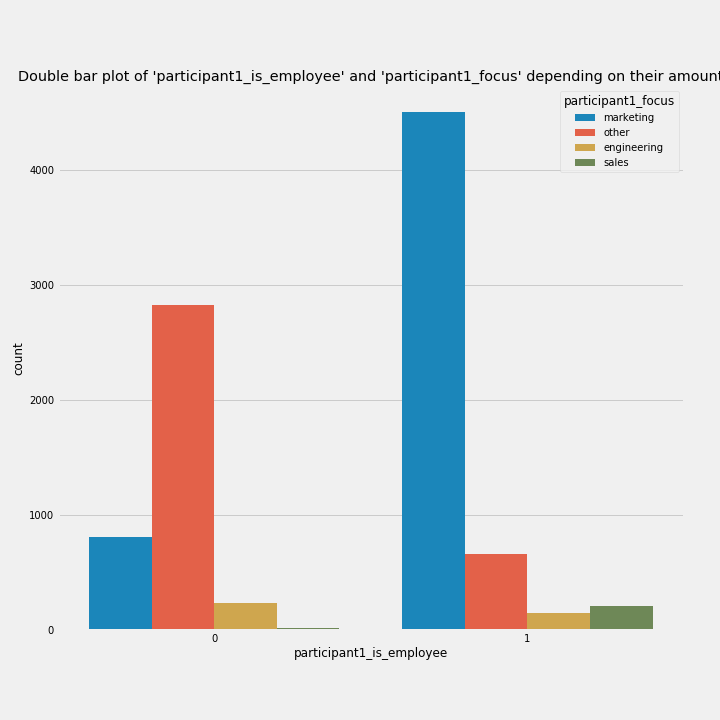 Double bar plot of 'participant1_is_employee' and 'participant1_focus' depending on their amount
participant1_focus
marketing
other
engineering
sales
4000
3000
2000
1000
0
count
0 1
participant1_is_employee